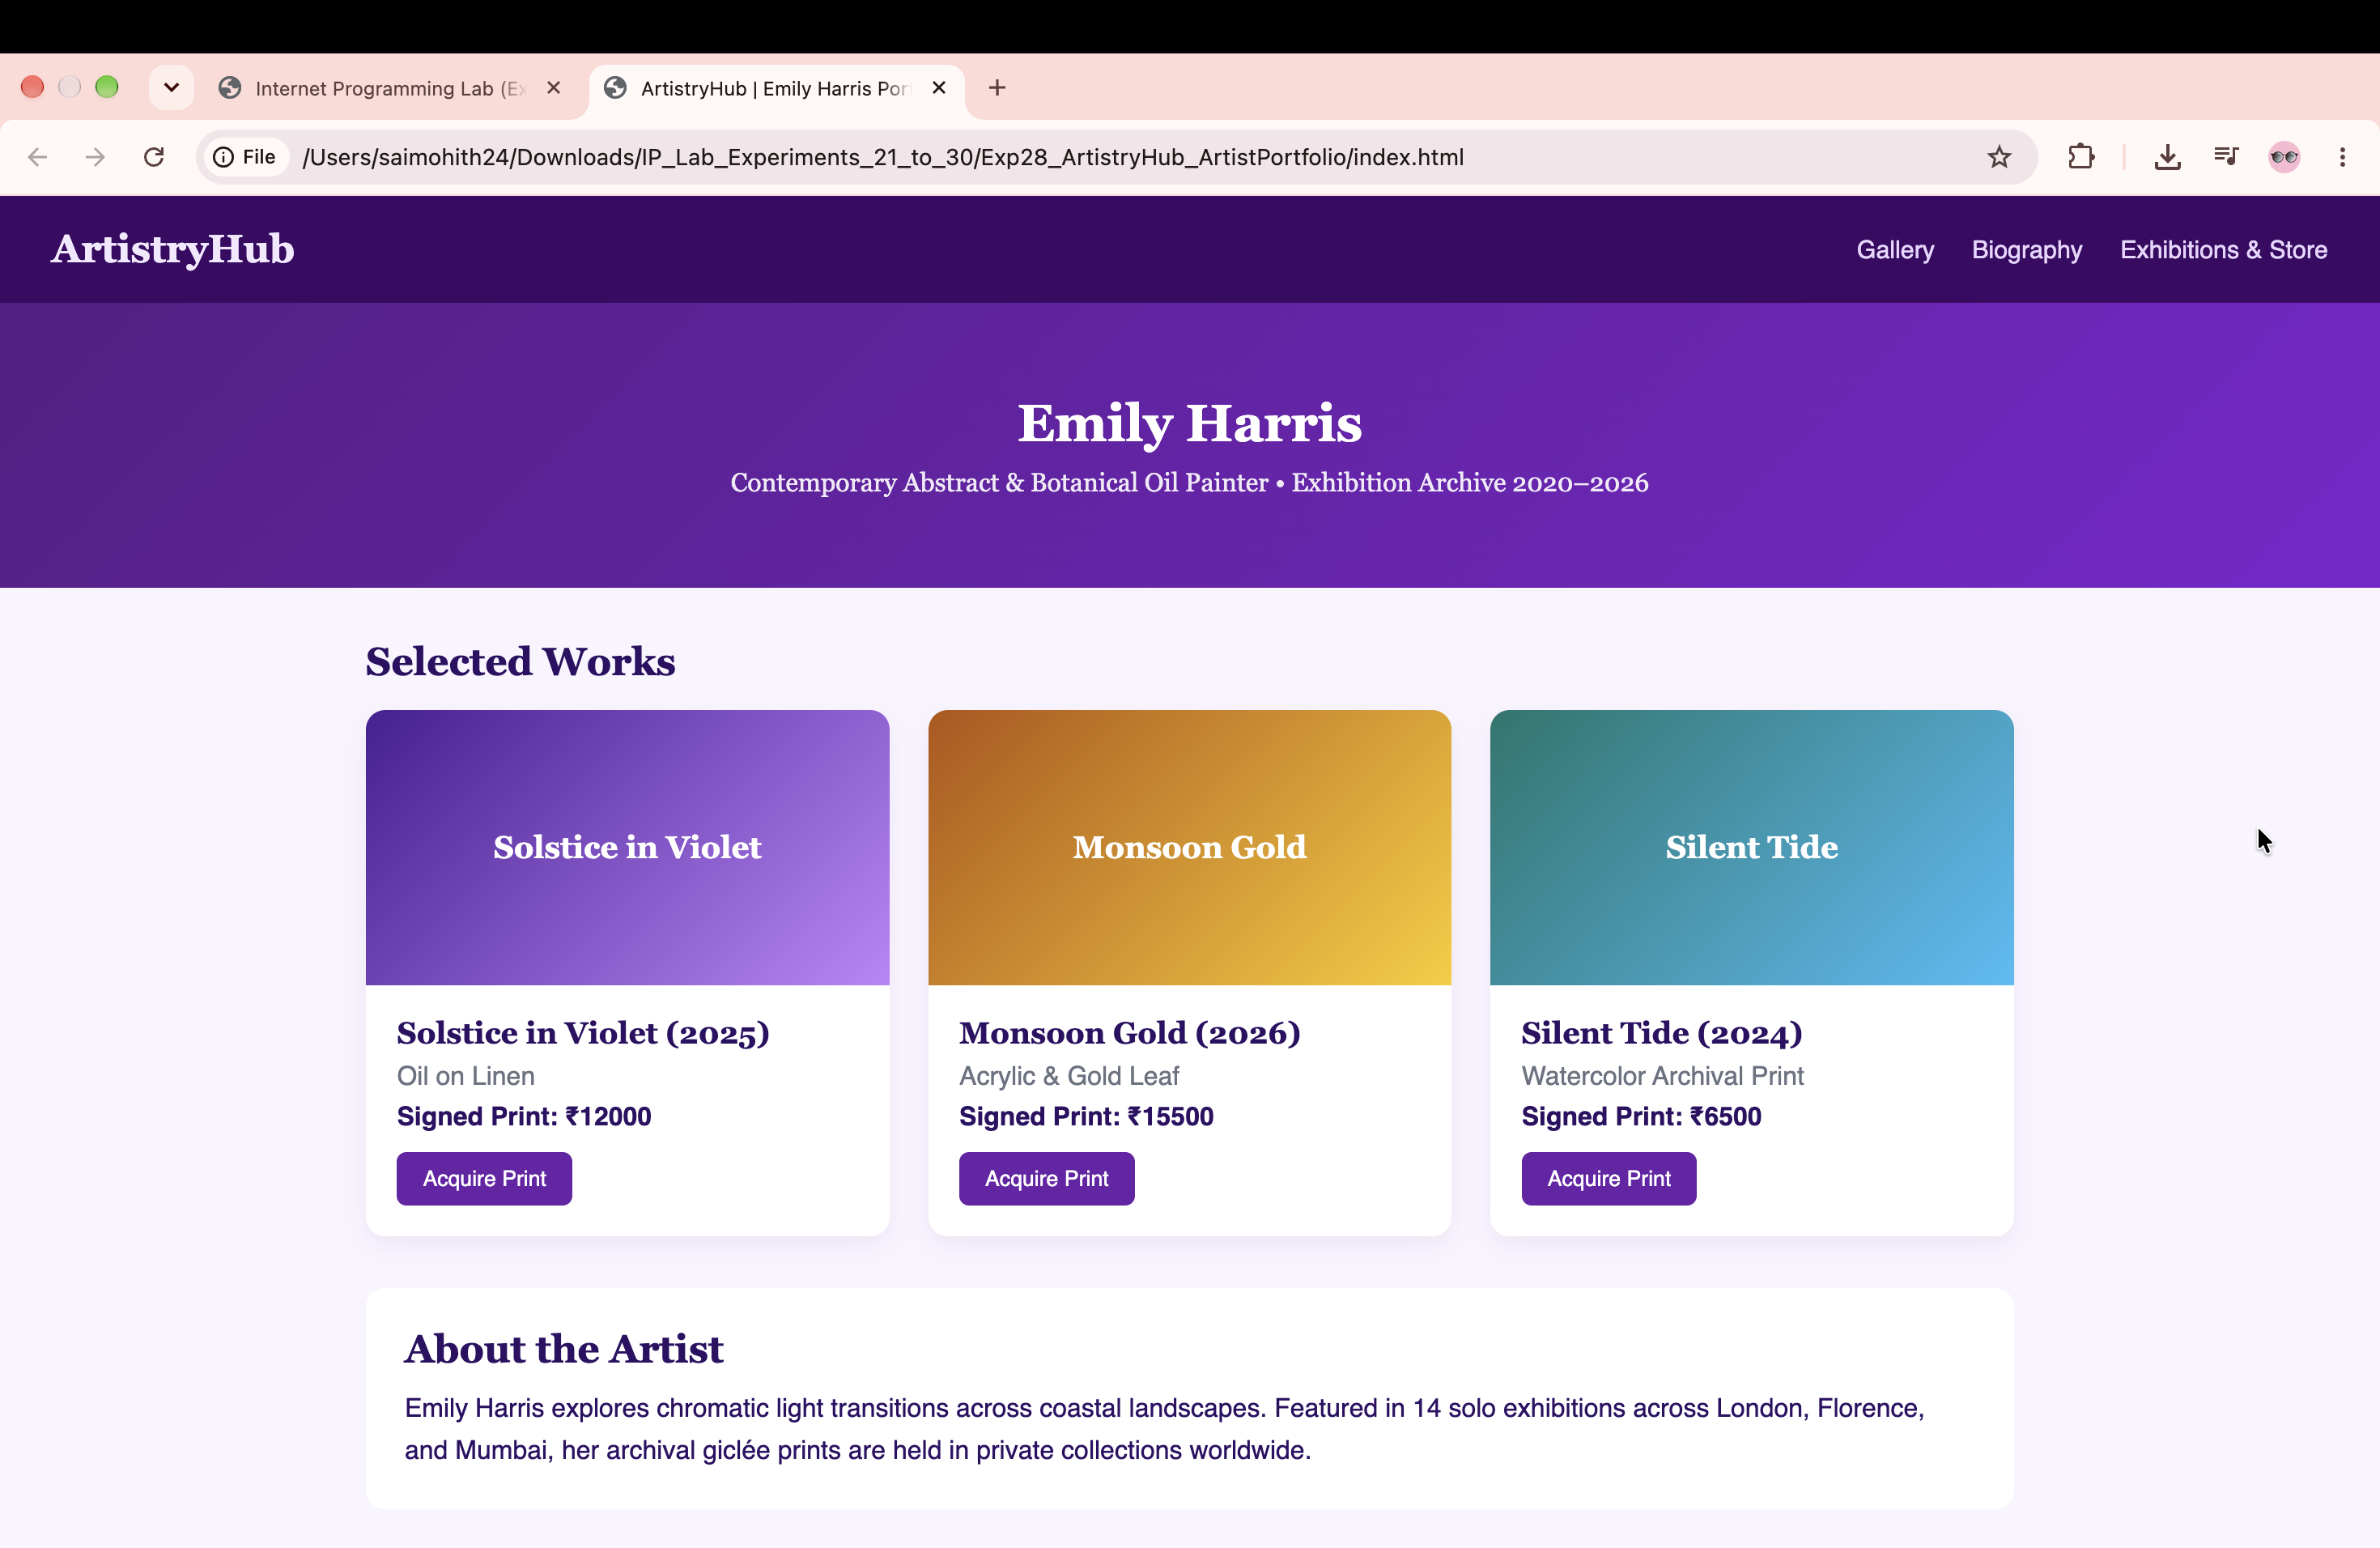 Internet Programming Lab (Ex
ArtistryHub | Emily Harris Por
File
/Users/saimohith24/Downloads/IP_Lab_Experiments_21_to_30/Exp28_ArtistryHub_ArtistPortfolio/index.html
ArtistryHub
Gallery
Biography
Exhibitions & Store
Emily Harris
Contemporary Abstract & Botanical Oil Painter • Exhibition Archive 2020–2026
Selected Works
Solstice in Violet
Monsoon Gold
Silent Tide
Solstice in Violet (2025)
Oil on Linen
Signed Print: ₹12000
Acquire Print
Monsoon Gold (2026)
Acrylic & Gold Leaf
Signed Print: ₹15500
Acquire Print
Silent Tide (2024)
Watercolor Archival Print
Signed Print: ₹6500
Acquire Print
About the Artist
Emily Harris explores chromatic light transitions across coastal landscapes. Featured in 14 solo exhibitions across London, Florence,
and Mumbai, her archival giclée prints are held in private collections worldwide.